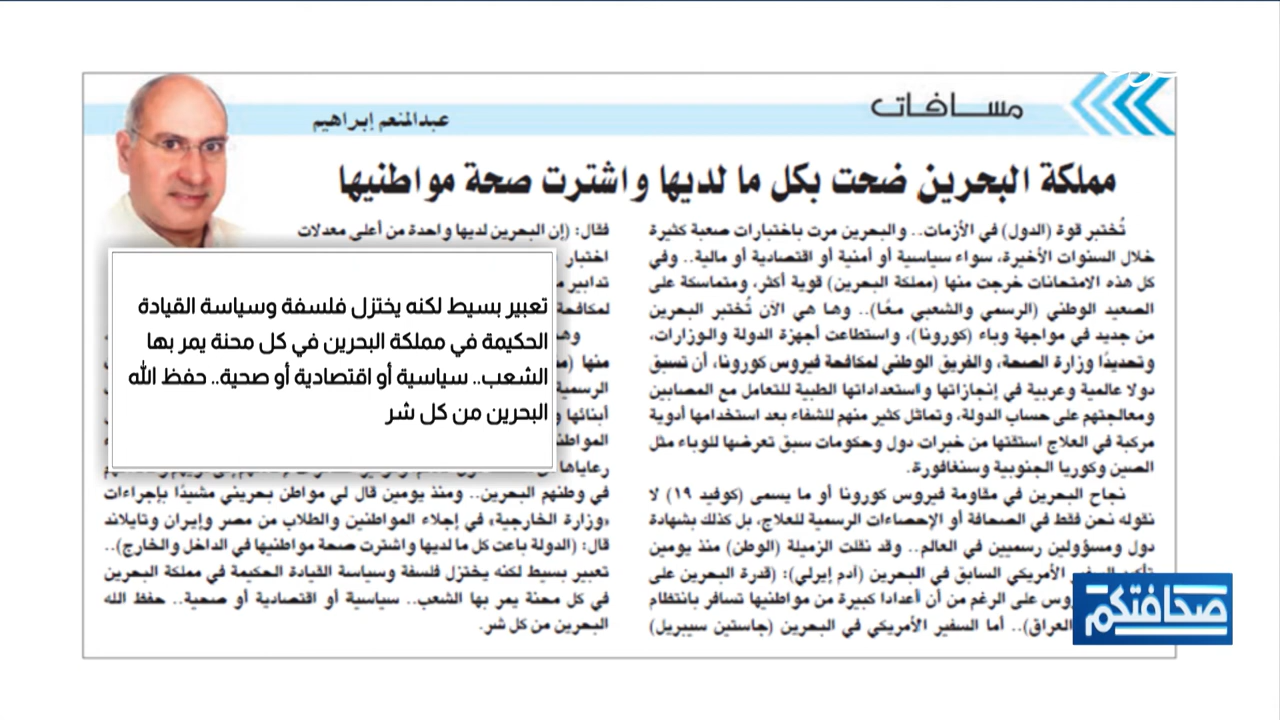 مسافات
عبدالمنعم إبراهيم
مملكة البحرين ضحت بكل ما لديها واشترت صحة مواطنيها
تُختبر قوة (الدول) في الأزمات.. والبحرين مرت باختبارات صعبة كثيرة
خلال السنوات الأخيرة، سواء سياسية أو أمنية أو اقتصادية أو مالية.. وفي
كل هذه الامتحانات خرجت منها (مملكة البحرين) قوية أكثر، ومتماسكة على
الصعيد الوطني (الرسمي والشعبي معًا).. وها هي الآن تُختبر البحرين
من جديد في مواجهة وباء (كورونا)، واستطاعت أجهزة الدولة والوزارات،
وتحديدًا وزارة الصحة، والفريق الوطني لمكافحة فيروس كورونا، أن تسبق
دولا عالمية وعربية في إنجازاتها واستعداداتها الطبية للتعامل مع المصابين
ومعالجتهم على حساب الدولة، وتماثل كثير منهم للشفاء بعد استخدامها أدوية
مركبة في العلاج استقتها من خبرات دول وحكومات سبق تعرضها للوباء مثل
الصين وكوريا الجنوبية وسنغافورة.
نجاح البحرين في مقاومة فيروس كورونا أو ما يسمى (كوفيد ١٩) لا
نقوله نحن فقط في الصحافة أو الإحصاءات الرسمية للعلاج، بل كذلك بشهادة
دول ومسؤولين رسميين في العالم.. وقد نقلت الزميلة (الوطن) منذ يومين
السفير الأمريكي السابق في البحرين (آدم إيرلي): (قدرة البحرين على
على الرغم من أن أعدادا كبيرة من مواطنيها تسافر بانتظام
العراق).. أما السفير الأمريكي في البحرين (جاستين سيبريل)
فقال: (إن البحرين لديها واحدة من أعلى معدلات
اختبار
تدابير
لمكافحة
منها
الرسمية
أبنائها
المواطنين
رعاياها
في وطنهم البحرين.. ومنذ يومين قال لي مواطن بحريني مشيدًا بإجراءات
«وزارة الخارجية» في إجلاء المواطنين والطلاب من مصر وإيران وتايلاند
قال: (الدولة باعت كل ما لديها واشترت صحة مواطنيها في الداخل والخارج)..
تعبير بسيط لكنه يختزل فلسفة وسياسة القيادة الحكيمة في مملكة البحرين
في كل محنة يمر بها الشعب.. سياسية أو اقتصادية أو صحية.. حفظ الله
البحرين من كل شر.
تعبير بسيط لكنه يختزل فلسفة وسياسة القيادة
الحكيمة في مملكة البحرين في كل محنة يمر بها
الشعب.. سياسية أو اقتصادية أو صحية.. حفظ الله
البحرين من كل شر
صحافتكم